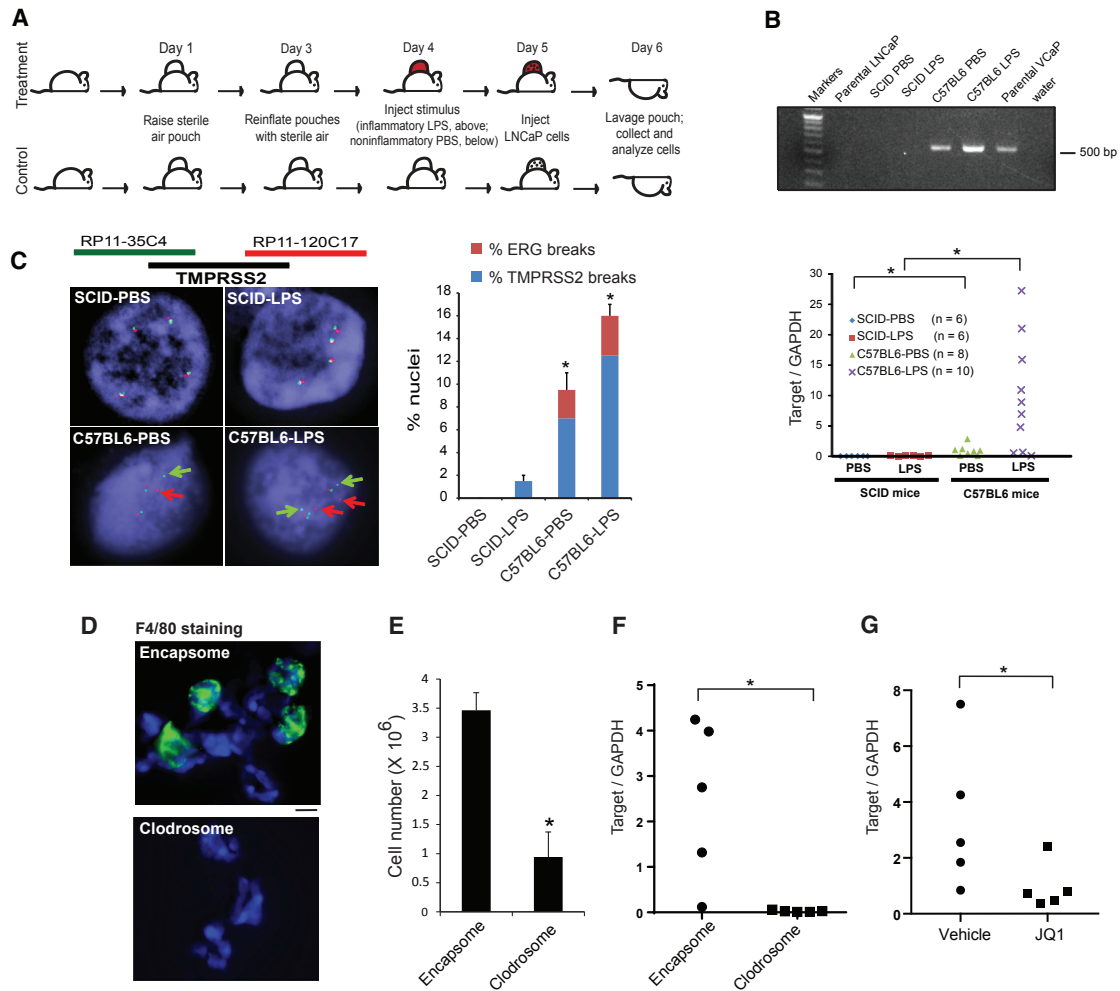 A
Treatment
Control
Day 1
Day 3
Day 4
Day 5
Day 6
Raise sterile
air pouch
Reinflate pouches
with sterile air
Inject stimulus
(inflammatory LPS, above;
noninflammatory PBS, below)
Inject
LNCaP cells
Lavage pouch;
collect and
analyze cells
B
Markers
Parental LNCaP
SCID PBS
SCID LPS
C57BL6 PBS
C57BL6 LPS
Parental VCaP
water
500 bp
*
*
30
25
20
15
10
5
0
Target / GAPDH
SCID-PBS (n = 6)
SCID-LPS (n = 6)
C57BL6-PBS (n = 8)
C57BL6-LPS (n = 10)
PBS
LPS
PBS
LPS
SCID mice
C57BL6 mice
C
RP11-35C4
RP11-120C17
TMPRSS2
SCID-PBS
SCID-LPS
C57BL6-PBS
C57BL6-LPS
% ERG breaks
% TMPRSS2 breaks
18
16
14
12
10
8
6
4
2
0
% nuclei
*
*
SCID-PBS
SCID-LPS
C57BL6-PBS
C57BL6-LPS
D
F4/80 staining
Encapsome
Clodrosome
E
4
3.5
3
2.5
2
1.5
1
0.5
0
Cell number (X 10⁶)
*
Encapsome
Clodrosome
F
*
5
4
3
2
1
0
Target / GAPDH
Encapsome
Clodrosome
G
*
8
6
4
2
0
Target / GAPDH
Vehicle
JQ1